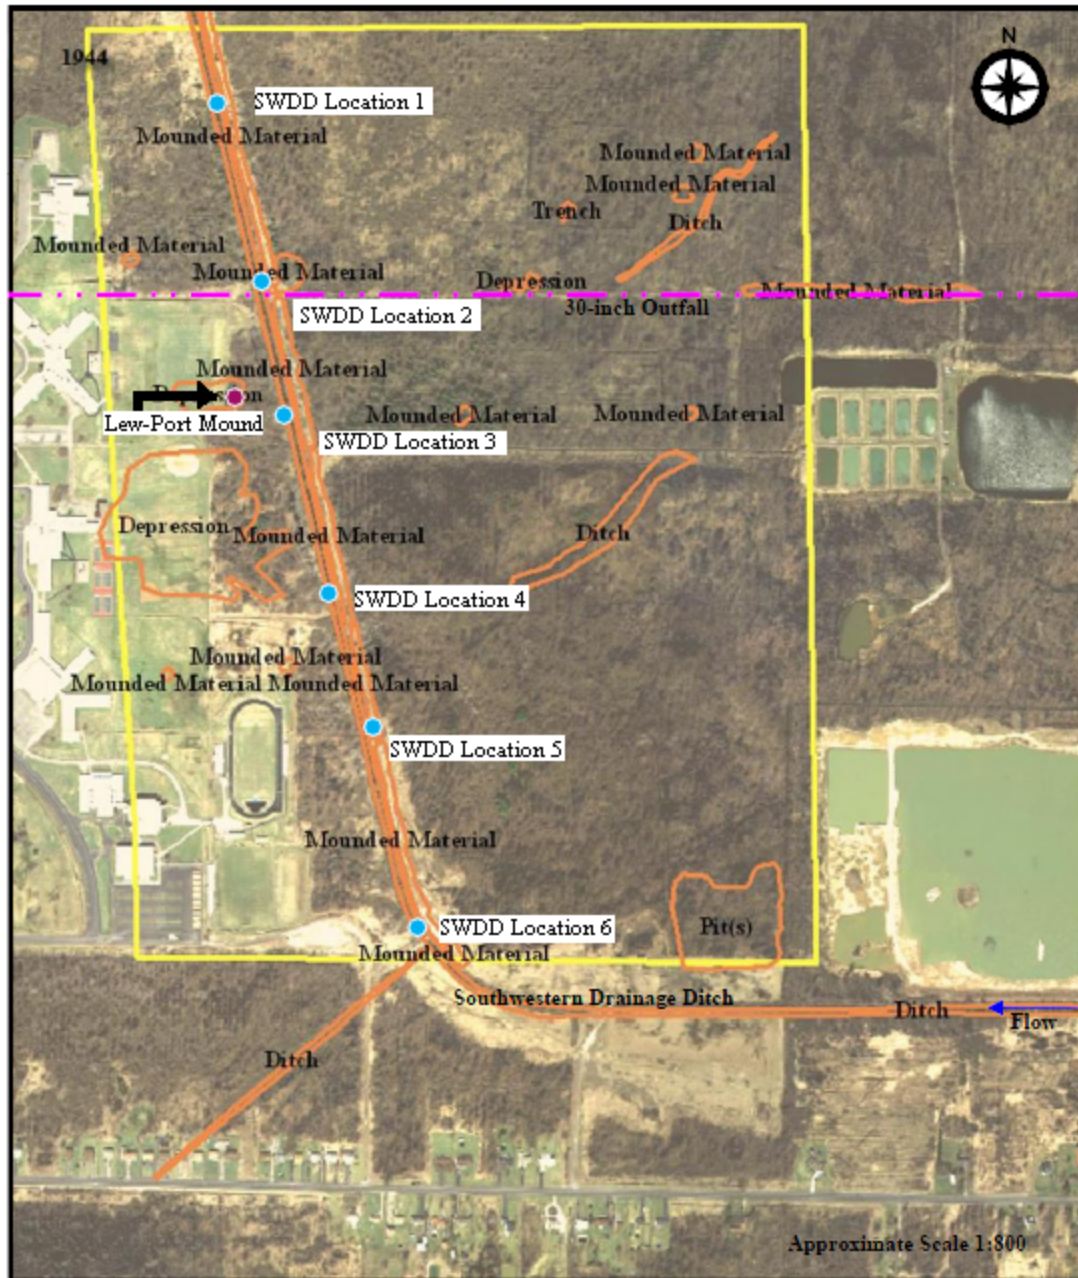 N
1944
SWDD Location 1
Mounded Material
Mounded Material
Mounded Material
Trench
Ditch
Mounded Material
Mounded Material
Depression
Mounded Material
30-inch Outfall
SWDD Location 2
Mounded Material
Depression
Lew-Port Mound
Mounded Material
Mounded Material
SWDD Location 3
Depression
Mounded Material
Ditch
SWDD Location 4
Mounded Material
Mounded Material Mounded Material
SWDD Location 5
Mounded Material
SWDD Location 6
Pit(s)
Mounded Material
Southwestern Drainage Ditch
Ditch
Flow
Ditch
Approximate Scale 1:800